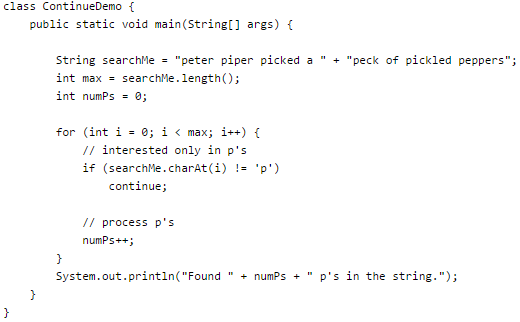 class ContinueDemo {
    public static void main(String[] args) {

        String searchMe = "peter piper picked a " + "peck of pickled peppers";
        int max = searchMe.length();
        int numPs = 0;

        for (int i = 0; i < max; i++) {
            // interested only in p's
            if (searchMe.charAt(i) != 'p')
                continue;

            // process p's
            numPs++;
        }
        System.out.println("Found " + numPs + " p's in the string.");
    }
}